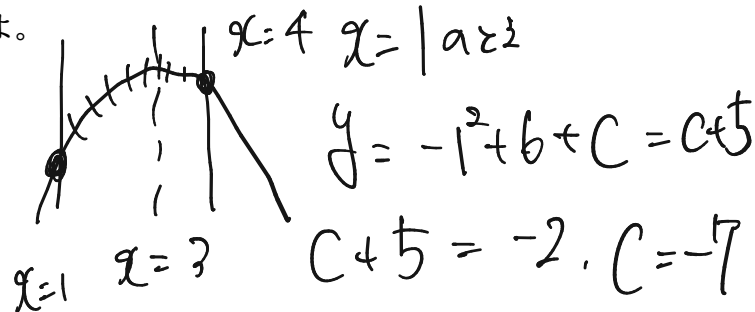 は。
x=4 x=1のとき
y=-1²+6+C=C+5
x=1 x=3 C+5=-2. C=-7